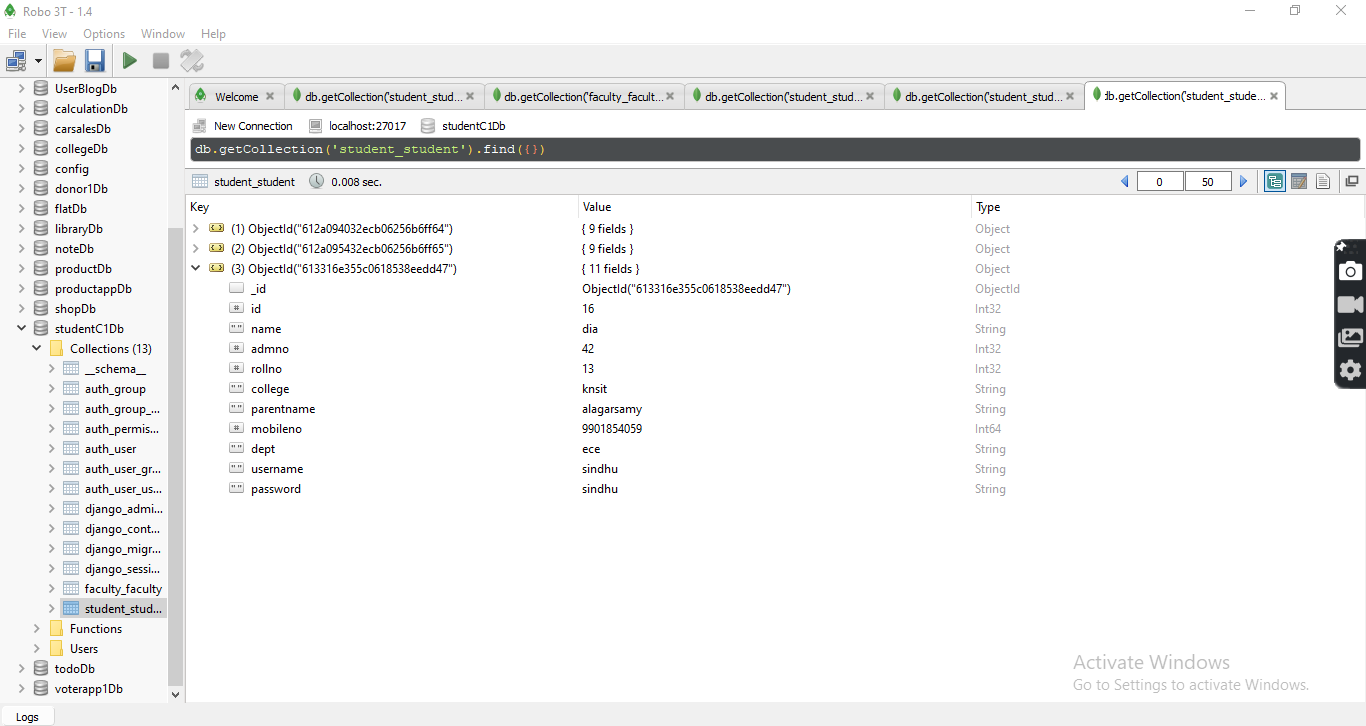 Robo 3T - 1.4
File View Options Window Help
UserBlogDb
calculationDb
carsalesDb
collegeDb
config
donor1Db
flatDb
libraryDb
noteDb
productDb
productappDb
shopDb
studentC1Db
Collections (13)
__schema__
auth_group
auth_group_...
auth_permis...
auth_user
auth_user_gr...
auth_user_us...
django_admi...
django_cont...
django_migr...
django_sessi...
faculty_faculty
student_stud...
Functions
Users
todoDb
voterapp1Db
Welcome db.getCollection('student_stud... db.getCollection('faculty_facult... db.getCollection('student_stud... db.getCollection('student_stud... db.getCollection('student_stude...
New Connection localhost:27017 studentC1Db
db.getCollection('student_student').find({})
student_student 0.008 sec. 0 50
Key Value Type
(1) ObjectId("612a094032ecb06256b6ff64") { 9 fields } Object
(2) ObjectId("612a095432ecb06256b6ff65") { 9 fields } Object
(3) ObjectId("613316e355c0618538eedd47") { 11 fields } Object
_id ObjectId("613316e355c0618538eedd47") ObjectId
# id 16 Int32
"" name dia String
# admno 42 Int32
# rollno 13 Int32
"" college knsit String
"" parentname alagarsamy String
# mobileno 9901854059 Int64
"" dept ece String
"" username sindhu String
"" password sindhu String
Activate Windows
Go to Settings to activate Windows.
Logs